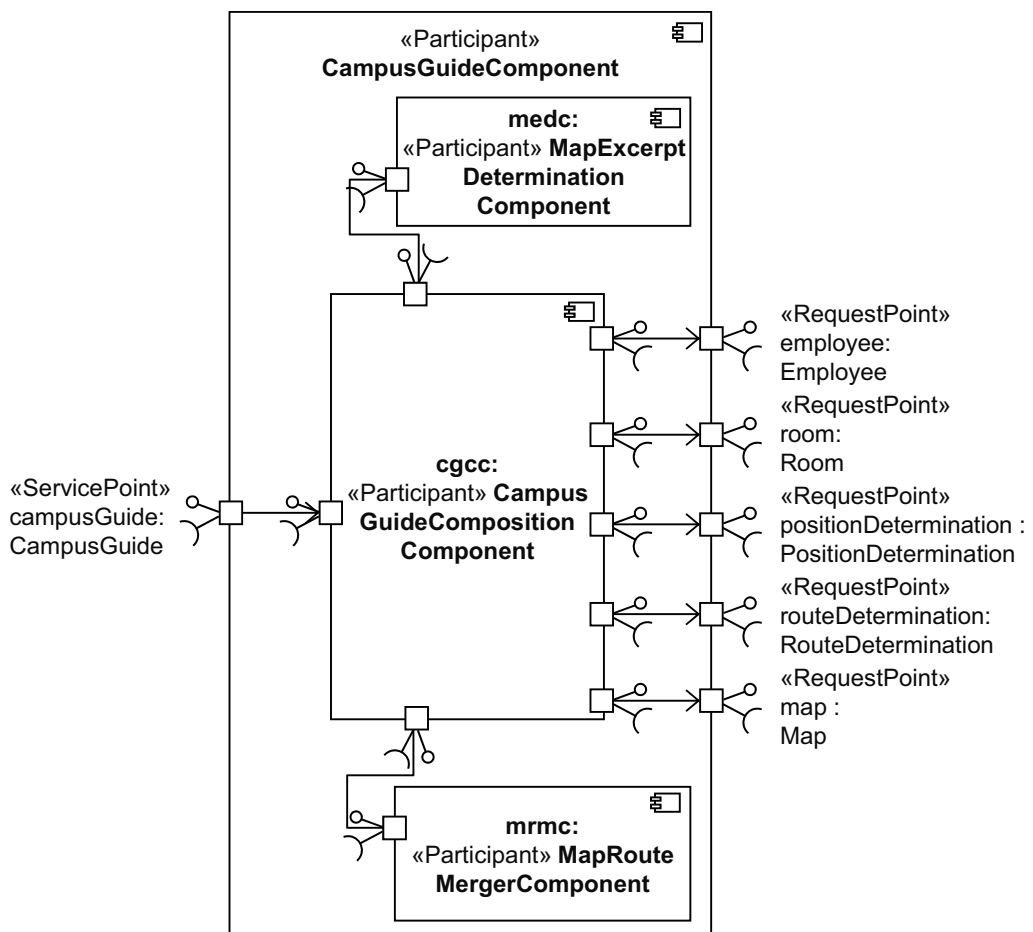 «Participant»
CampusGuideComponent
medc:
«Participant» MapExcerpt
Determination
Component
«ServicePoint»
campusGuide:
CampusGuide
cgcc:
«Participant» Campus
GuideComposition
Component
«RequestPoint»
employee:
Employee
«RequestPoint»
room:
Room
«RequestPoint»
positionDetermination :
PositionDetermination
«RequestPoint»
routeDetermination:
RouteDetermination
«RequestPoint»
map :
Map
mrmc:
«Participant» MapRoute
MergerComponent